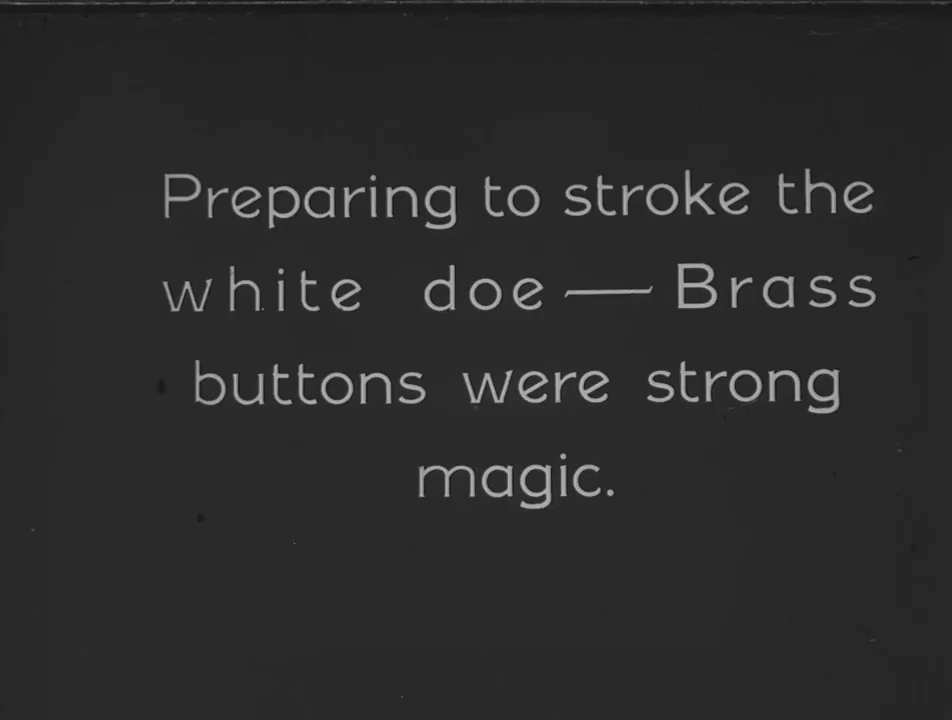 Preparing to stroke the
white doe — Brass
buttons were strong
magic.